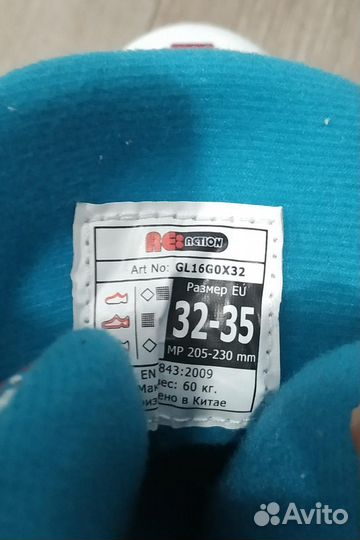 RE:ACTION
Art No: GL16G0X32
Размер EU
32-35
MP 205-230 mm
EN 843:2009
вес: 60 кг.
в Китае
Avito